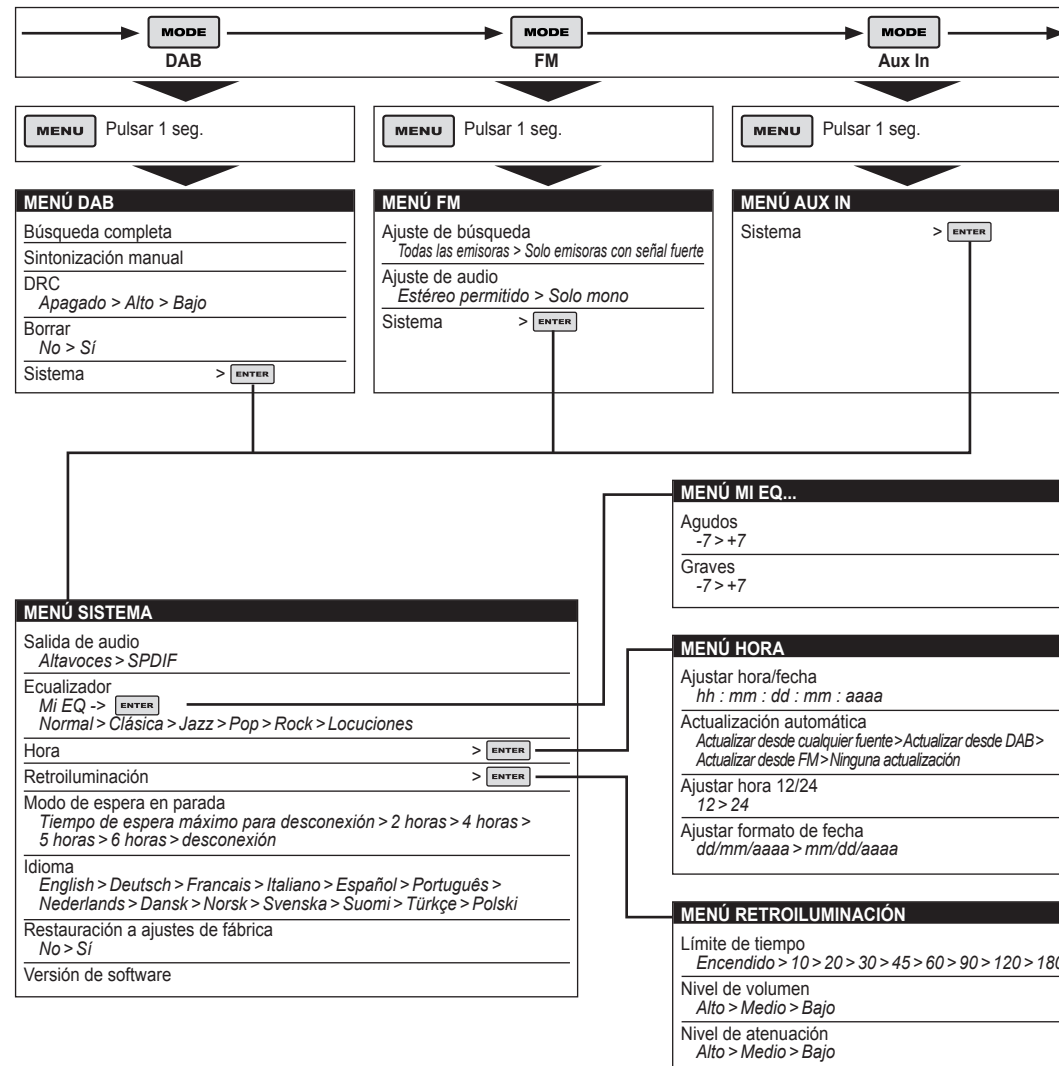 MODE MODE MODE
DAB FM Aux In
MENU Pulsar 1 seg.
MENU Pulsar 1 seg.
MENU Pulsar 1 seg.
MENÚ DAB
Búsqueda completa
Sintonización manual
DRC
Apagado > Alto > Bajo
Borrar
No > Sí
Sistema > ENTER
MENÚ FM
Ajuste de búsqueda
Todas las emisoras > Solo emisoras con señal fuerte
Ajuste de audio
Estéreo permitido > Solo mono
Sistema > ENTER
MENÚ AUX IN
Sistema > ENTER
MENÚ SISTEMA
Salida de audio
Altavoces > SPDIF
Ecualizador
Mi EQ -> ENTER
Normal > Clásica > Jazz > Pop > Rock > Locuciones
Hora > ENTER
Retroiluminación > ENTER
Modo de espera en parada
Tiempo de espera máximo para desconexión > 2 horas > 4 horas >
5 horas > 6 horas > desconexión
Idioma
English > Deutsch > Francais > Italiano > Español > Português >
Nederlands > Dansk > Norsk > Svenska > Suomi > Türkçe > Polski
Restauración a ajustes de fábrica
No > Sí
Versión de software
MENÚ MI EQ...
Agudos
-7 > +7
Graves
-7 > +7
MENÚ HORA
Ajustar hora/fecha
hh : mm : dd : mm : aaaa
Actualización automática
Actualizar desde cualquier fuente > Actualizar desde DAB >
Actualizar desde FM > Ninguna actualización
Ajustar hora 12/24
12 > 24
Ajustar formato de fecha
dd/mm/aaaa > mm/dd/aaaa
MENÚ RETROILUMINACIÓN
Límite de tiempo
Encendido > 10 > 20 > 30 > 45 > 60 > 90 > 120 > 180
Nivel de volumen
Alto > Medio > Bajo
Nivel de atenuación
Alto > Medio > Bajo